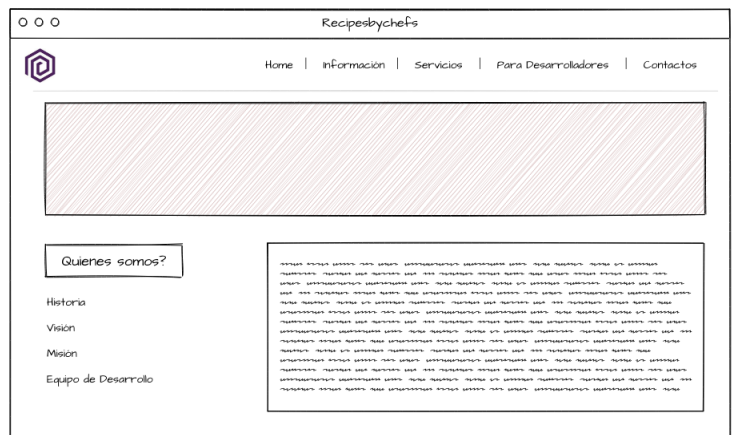 Recipesbychefs
Home | Información | Servicios | Para Desarrolladores | Contactos
Quienes somos?
Historia
Visión
Misión
Equipo de Desarrollo